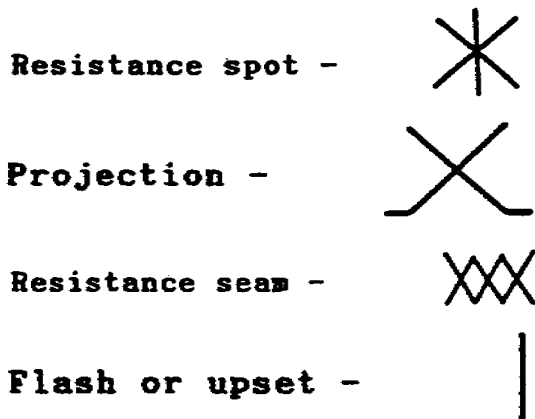 Resistance spot -
Projection -
Resistance seam -
Flash or upset -